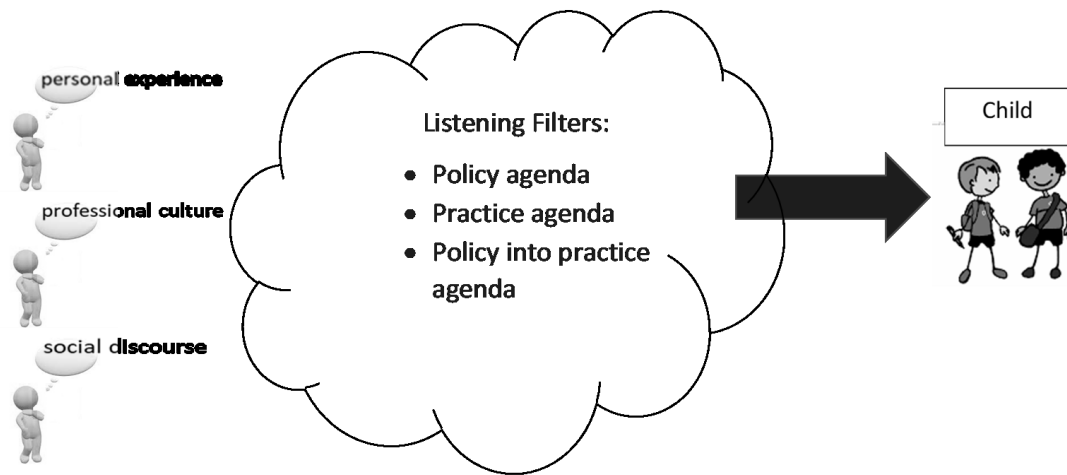 personal experience
professional culture
social discourse
Listening Filters:
• Policy agenda
• Practice agenda
• Policy into practice
agenda
Child